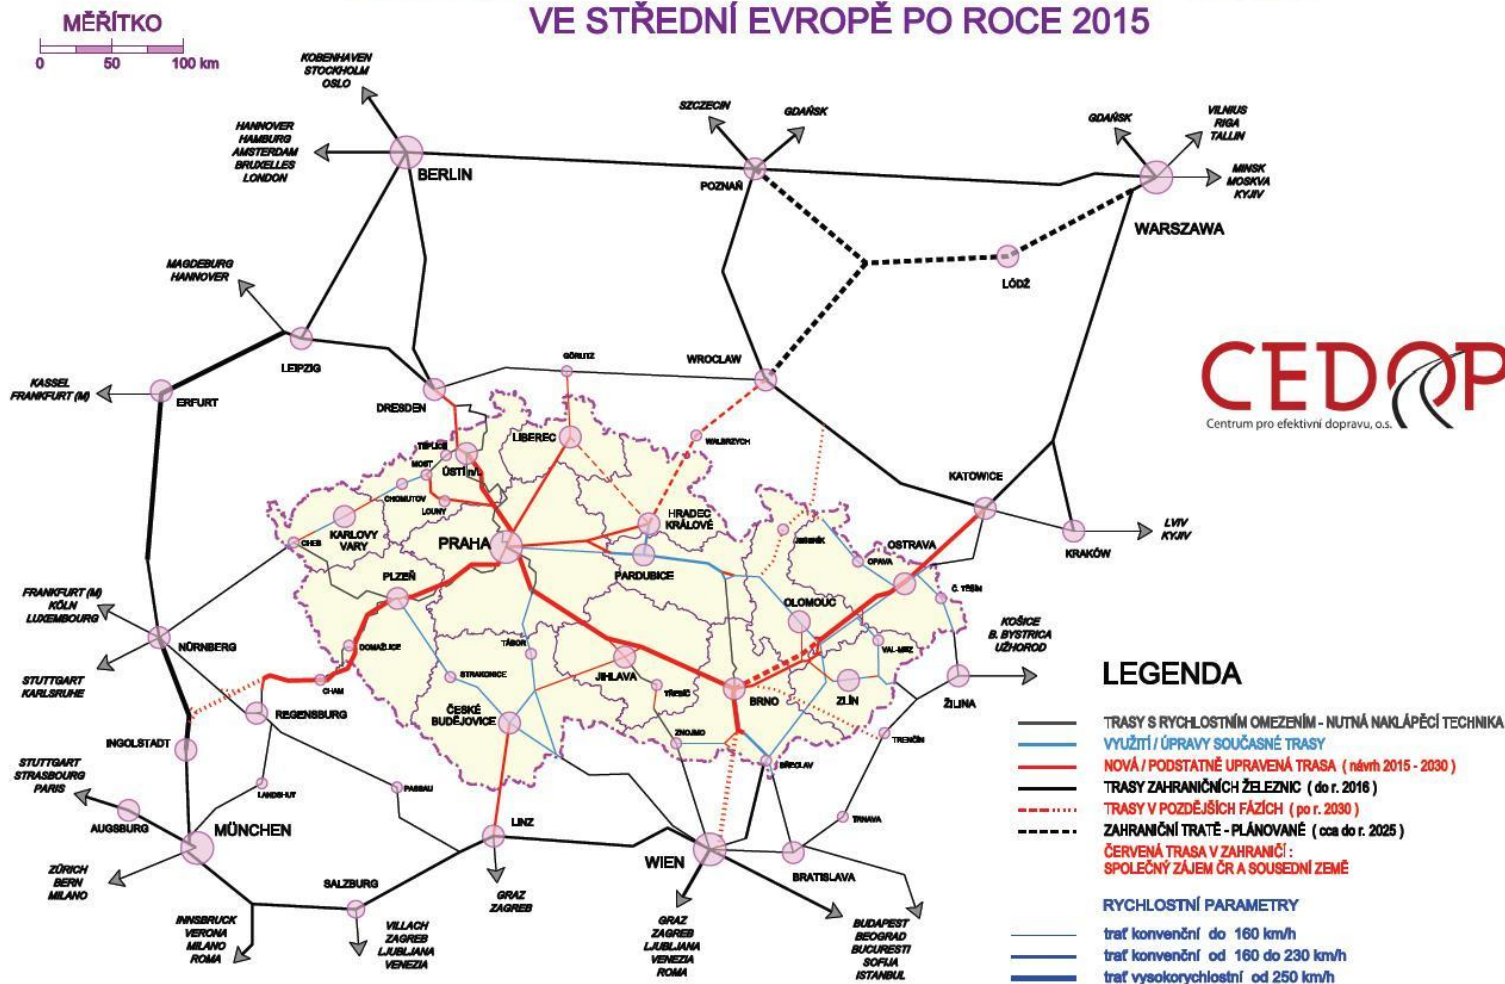 VE STŘEDNÍ EVROPĚ PO ROCE 2015
MĚŘÍTKO
0 50 100 km
KOBENHAVEN
STOCKHOLM
OSLO
HANNOVER
HAMBURG
AMSTERDAM
BRUXELLES
LONDON
BERLIN
SZCZECIN
GDAŃSK
POZNAŃ
GDAŃSK
VILNIUS
RIGA
TALLIN
MINSK
MOSKVA
KYJIV
WARSZAWA
LÓDŽ
MAGDEBURG
HANNOVER
LEIPZIG
KASSEL
FRANKFURT (M)
ERFURT
DRESDEN
GÖRLITZ
WROCLAW
WALBRZYCH
CEDOP
Centrum pro efektivní dopravu, o.s.
TEPLICE
MOST
ÚSTÍ n/L
LIBEREC
CHOMUTOV
LOUNY
KARLOVY
VARY
CHEB
PRAHA
HRADEC
KRÁLOVÉ
PARDUBICE
JESENÍK
OPAVA
OSTRAVA
Č. TĚŠÍN
KATOWICE
KRAKÓW
LVIV
KYJIV
PLZEŇ
OLOMOUC
FRANKFURT (M)
KÖLN
LUXEMBOURG
NÜRNBERG
STUTTGART
KARLSRUHE
DOMAŽLICE
CHAM
TÁBOR
STRAKONICE
JIHLAVA
TŘEBÍČ
BRNO
VAL-MEZ
ZLÍN
ŽILINA
KOŠICE
B. BYSTRICA
UŽHOROD
REGENSBURG
ČESKÉ
BUDĚJOVICE
ZNOJMO
BŘECLAV
TRENČÍN
INGOLSTADT
STUTTGART
STRASBOURG
PARIS
AUGSBURG
LANDSHUT
PASSAU
MÜNCHEN
LINZ
WIEN
TRNAVA
BRATISLAVA
ZÜRICH
BERN
MILANO
SALZBURG
INNSBRUCK
VERONA
MILANO
ROMA
VILLACH
ZAGREB
LJUBLJANA
VENEZIA
GRAZ
ZAGREB
GRAZ
ZAGREB
LJUBLJANA
VENEZIA
ROMA
BUDAPEST
BEOGRAD
BUCURESTI
SOFIJA
ISTANBUL
LEGENDA
TRASY S RYCHLOSTNÍM OMEZENÍM - NUTNÁ NAKLÁPĚCÍ TECHNIKA
VYUŽITÍ / ÚPRAVY SOUČASNÉ TRASY
NOVÁ / PODSTATNĚ UPRAVENÁ TRASA ( návrh 2015 - 2030 )
TRASY ZAHRANIČNÍCH ŽELEZNIC ( do r. 2016 )
TRASY V POZDĚJŠÍCH FÁZÍCH ( po r. 2030 )
ZAHRANIČNÍ TRATĚ - PLÁNOVANÉ ( cca do r. 2025 )
ČERVENÁ TRASA V ZAHRANIČÍ :
SPOLEČNÝ ZÁJEM ČR A SOUSEDNÍ ZEMĚ
RYCHLOSTNÍ PARAMETRY
trať konvenční do 160 km/h
trať konvenční od 160 do 230 km/h
trať vysokorychlostní od 250 km/h